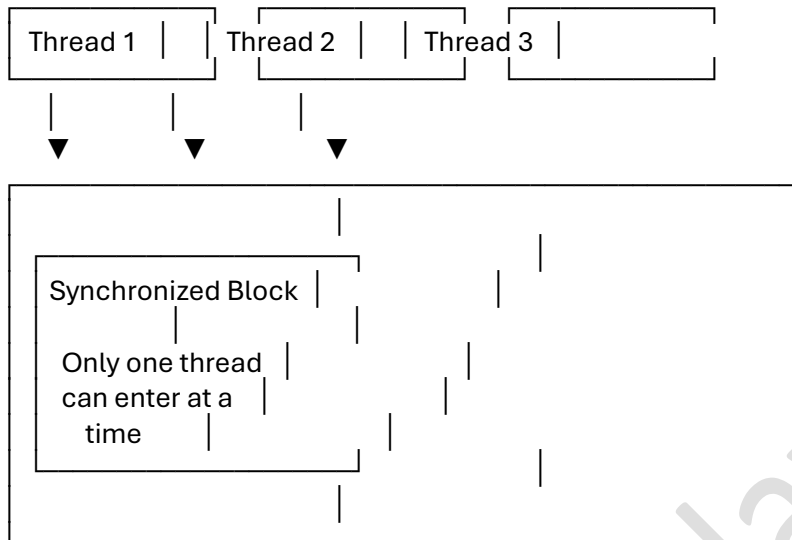 Thread 1 Thread 2 Thread 3
Synchronized Block
Only one thread
can enter at a
time